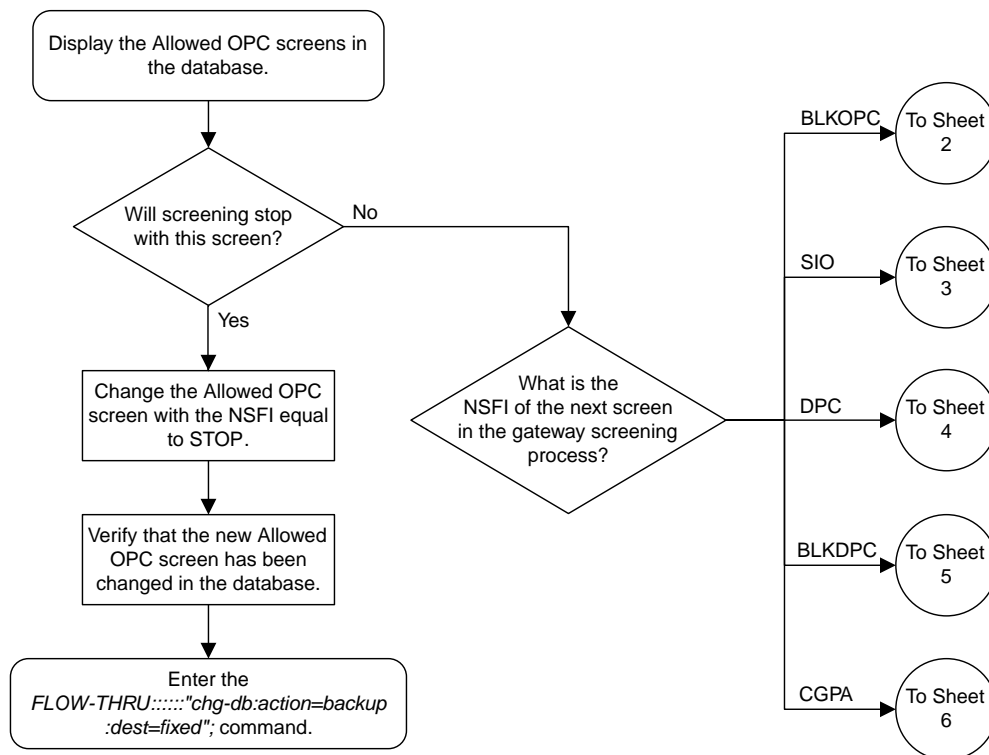 Display the Allowed OPC screens in
the database.
Will screening stop
with this screen?
No
Yes
Change the Allowed OPC
screen with the NSFI equal
to STOP.
Verify that the new Allowed
OPC screen has been
changed in the database.
Enter the
FLOW-THRU::::::"chg-db:action=backup
:dest=fixed"; command.
What is the
NSFI of the next screen
in the gateway screening
process?
BLKOPC
To Sheet
2
SIO
To Sheet
3
DPC
To Sheet
4
BLKDPC
To Sheet
5
CGPA
To Sheet
6